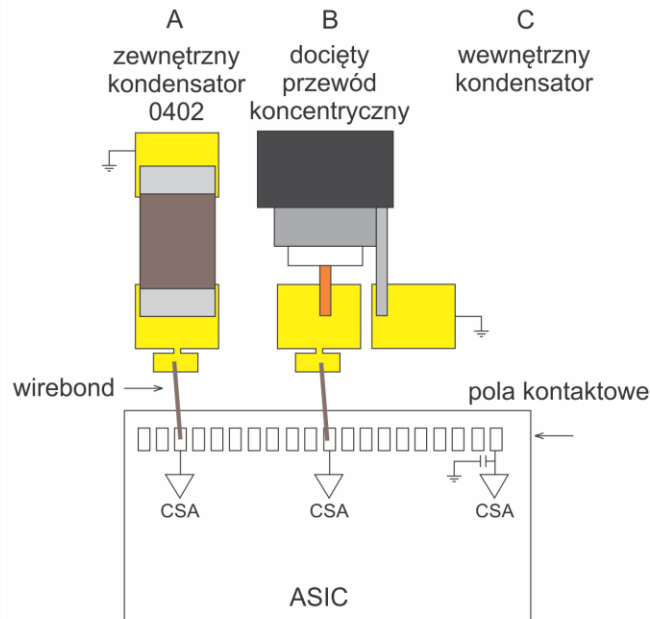 A
zewnętrzny
kondensator
0402
B
docięty
przewód
koncentryczny
C
wewnętrzny
kondensator
wirebond
pola kontaktowe
CSA
CSA
CSA
ASIC